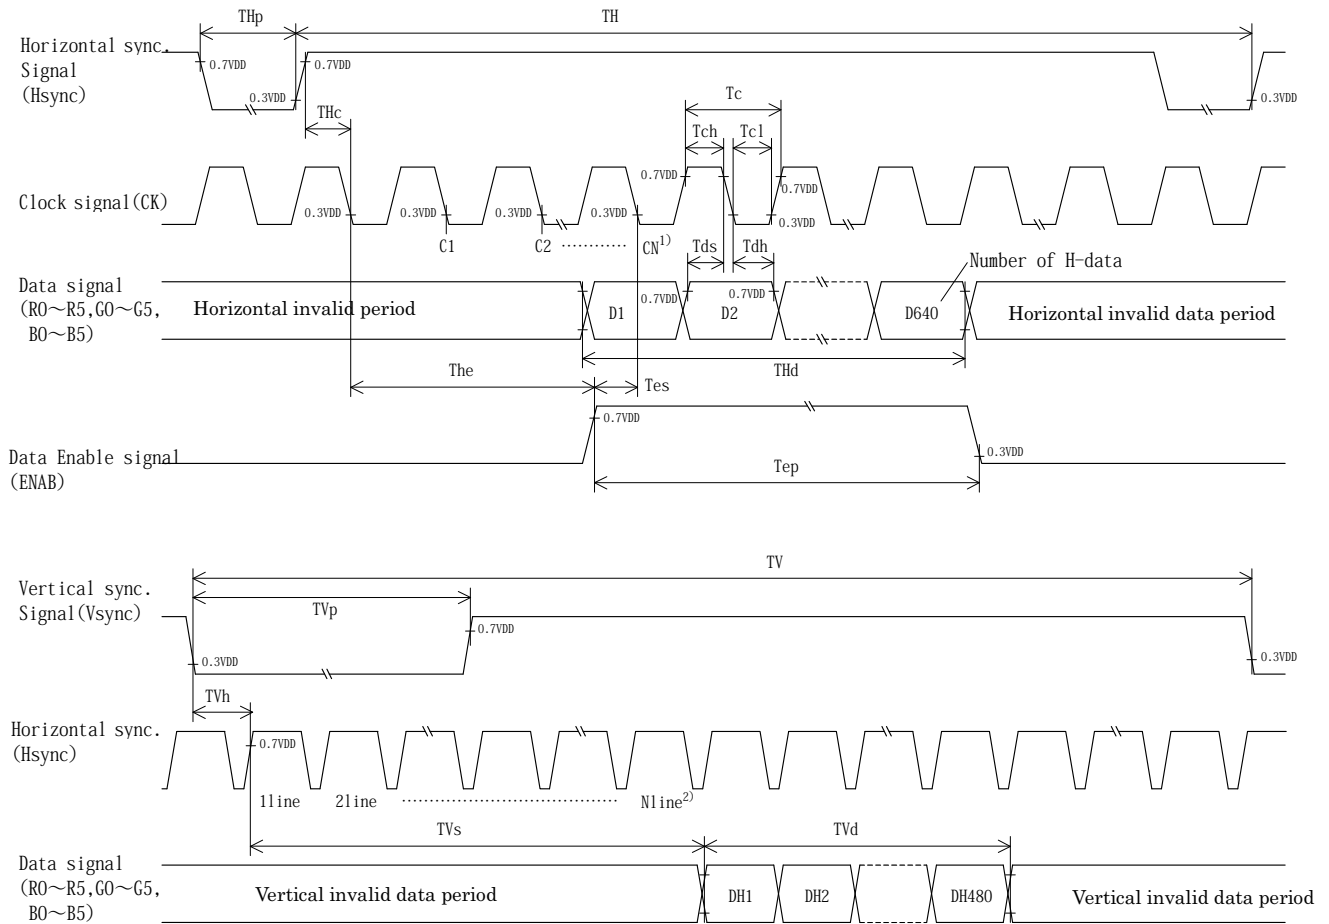 THp
TH
Horizontal sync.
Signal
(Hsync)
0.7VDD
0.7VDD
0.3VDD
0.3VDD
THc
Tc
Tch
Tcl
Clock signal(CK)
0.7VDD
0.7VDD
0.3VDD
0.3VDD
0.3VDD
0.3VDD
0.3VDD
C1
C2 ………… CN1)
Tds
Tdh
Number of H-data
Data signal
(R0～R5,G0～G5,
B0～B5)
Horizontal invalid period
0.7VDD
0.7VDD
D1
D2
D640
Horizontal invalid data period
The
Tes
THd
0.7VDD
Data Enable signal
(ENAB)
0.3VDD
Tep
TV
Vertical sync.
Signal(Vsync)
TVp
0.7VDD
0.3VDD
0.3VDD
TVh
Horizontal sync.
(Hsync)
0.7VDD
1line
2line ………………………… Nline2)
TVs
TVd
Data signal
(R0～R5,G0～G5,
B0～B5)
Vertical invalid data period
DH1
DH2
DH480
Vertical invalid data period